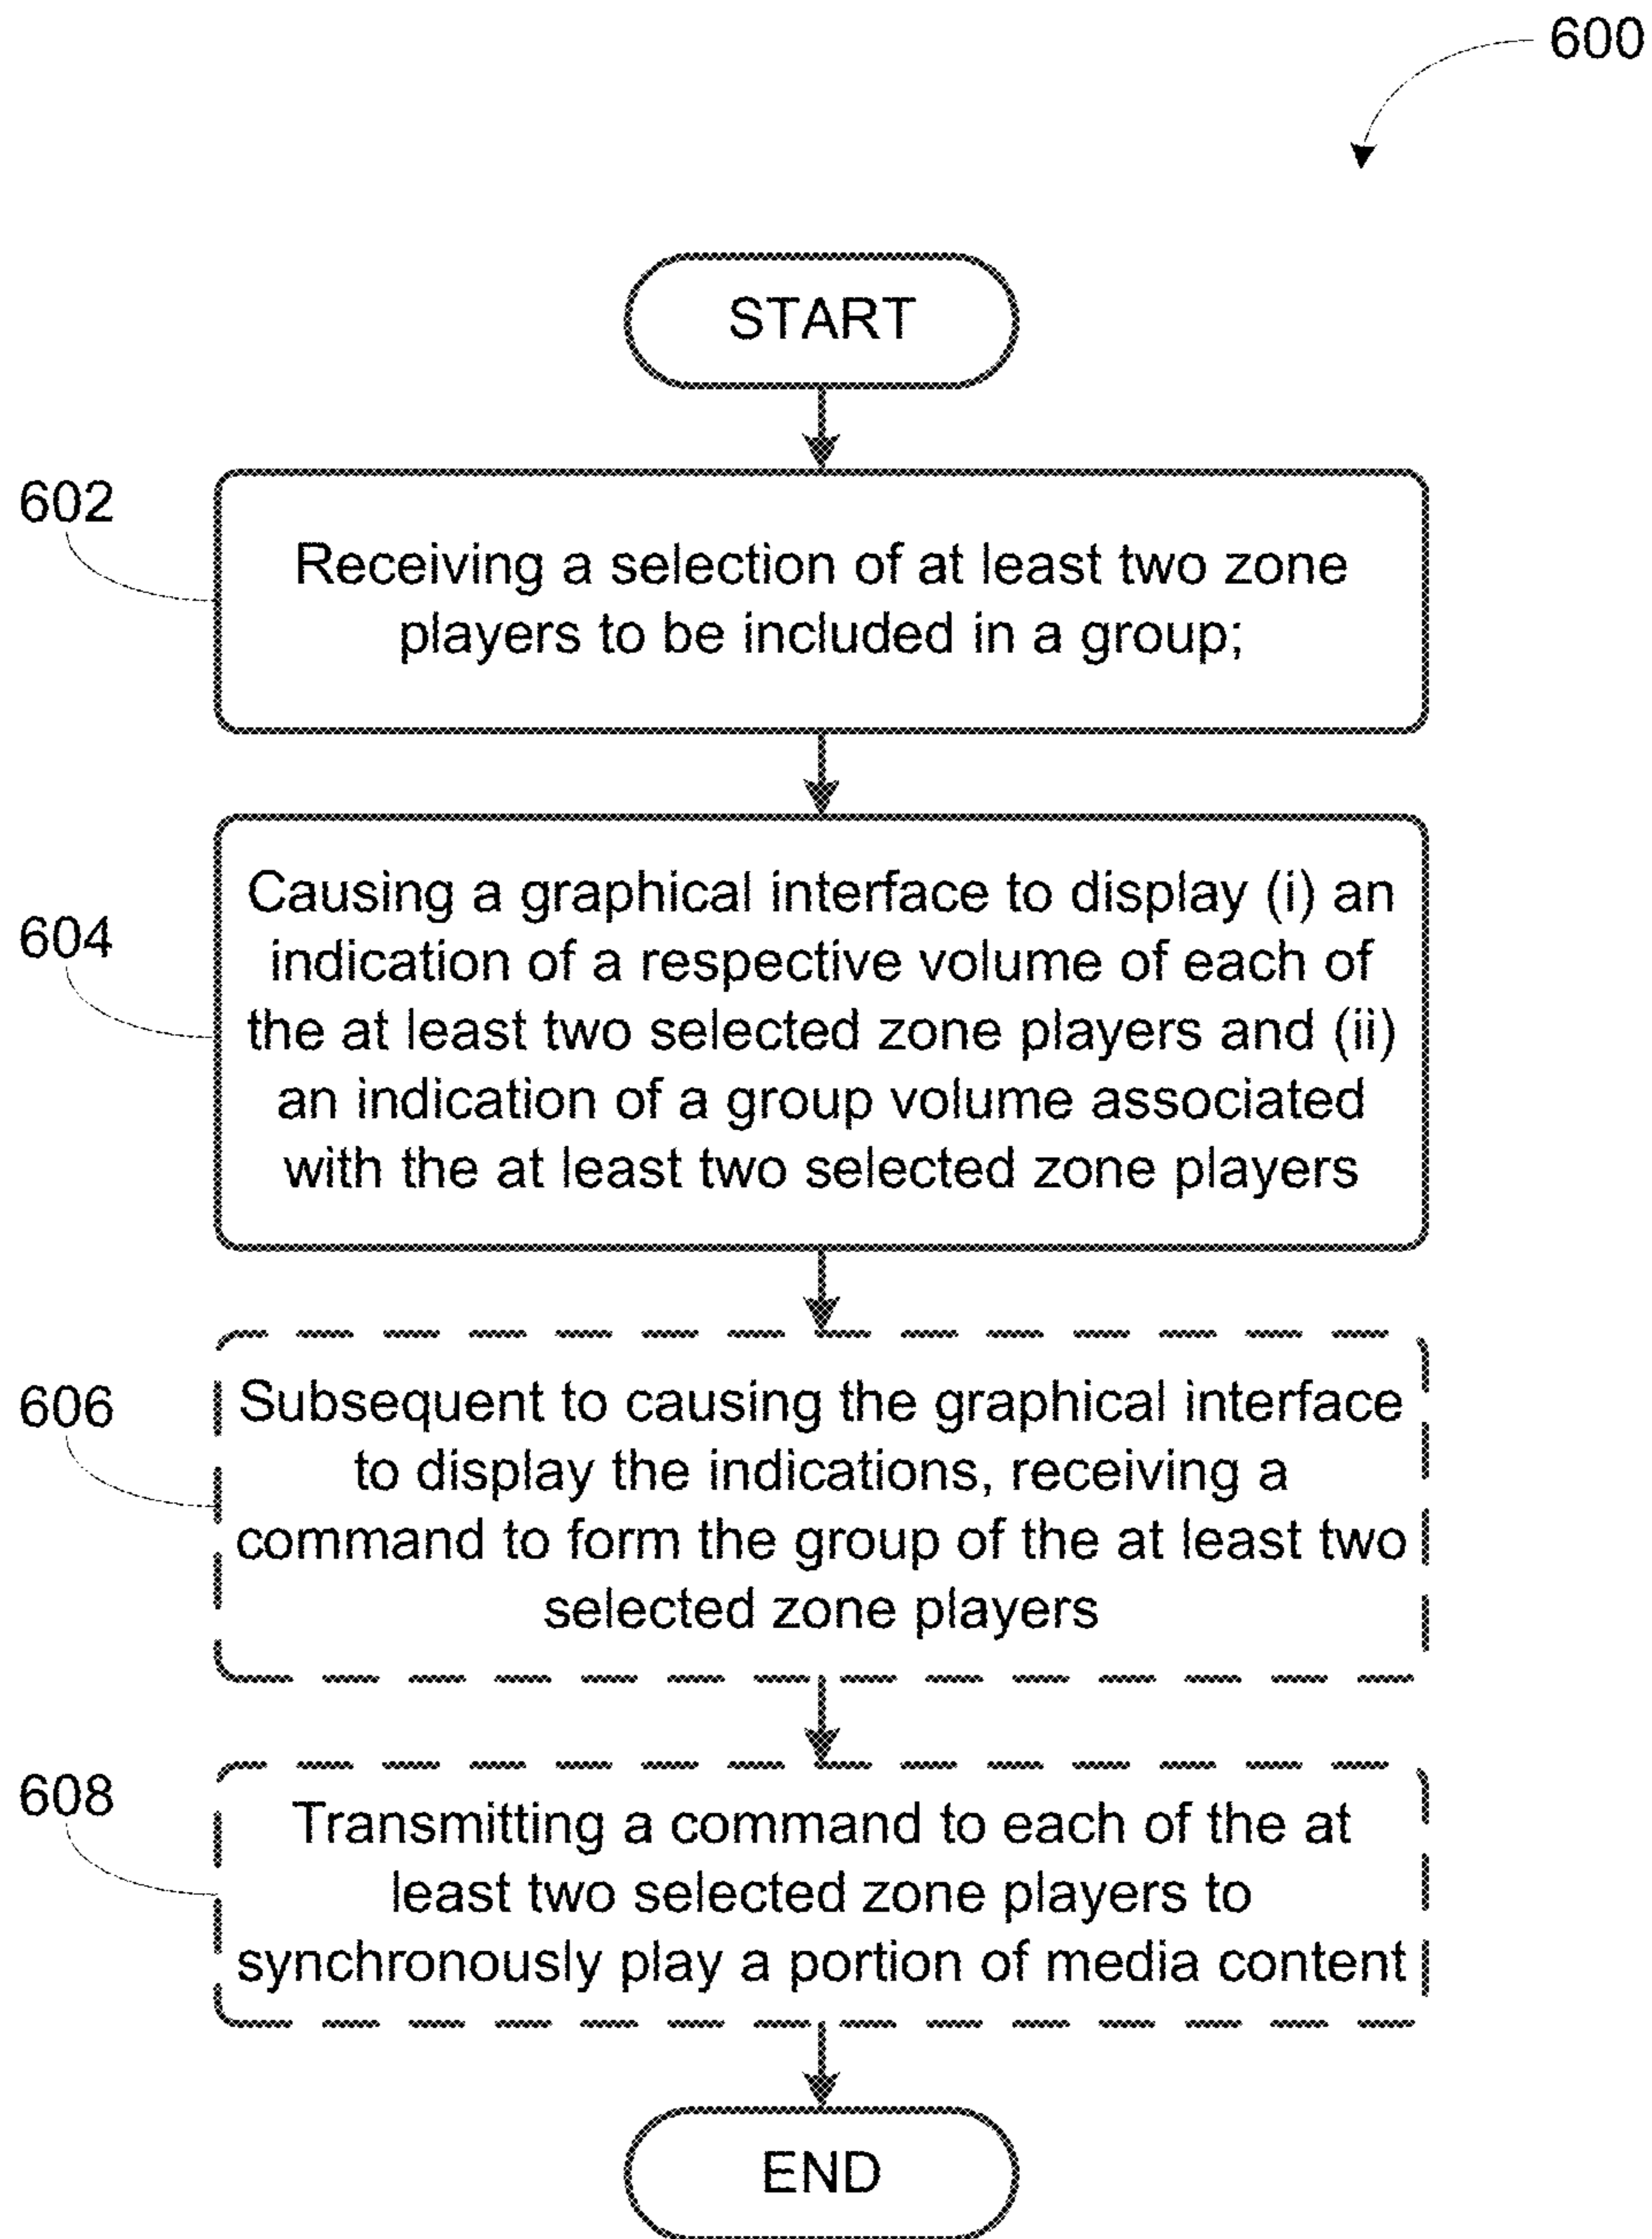 600
START
602
Receiving a selection of at least two zone
players to be included in a group;
604
Causing a graphical interface to display (i) an
indication of a respective volume of each of
the at least two selected zone players and (ii)
an indication of a group volume associated
with the at least two selected zone players
606
Subsequent to causing the graphical interface
to display the indications, receiving a
command to form the group of the at least two
selected zone players
608
Transmitting a command to each of the at
least two selected zone players to
synchronously play a portion of media content
END